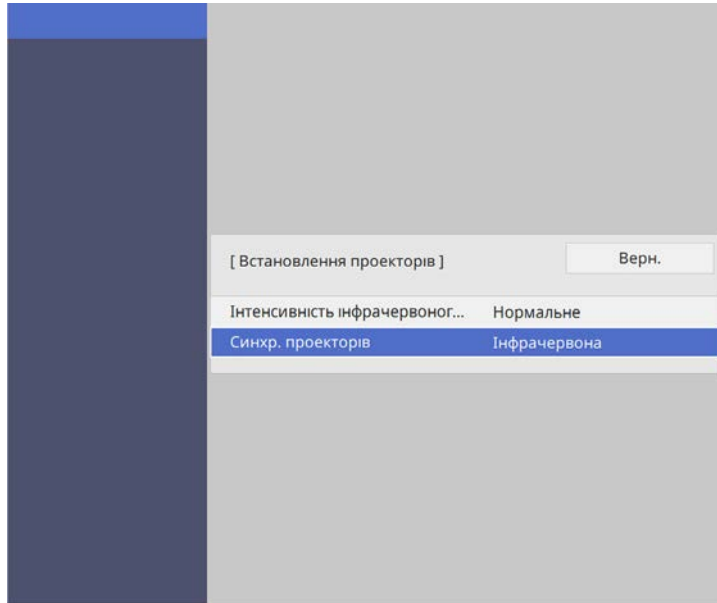 [ Встановлення проекторів ]
Верн.
Інтенсивність інфрачервоног... Нормальне
Синхр. проекторів Інфрачервона